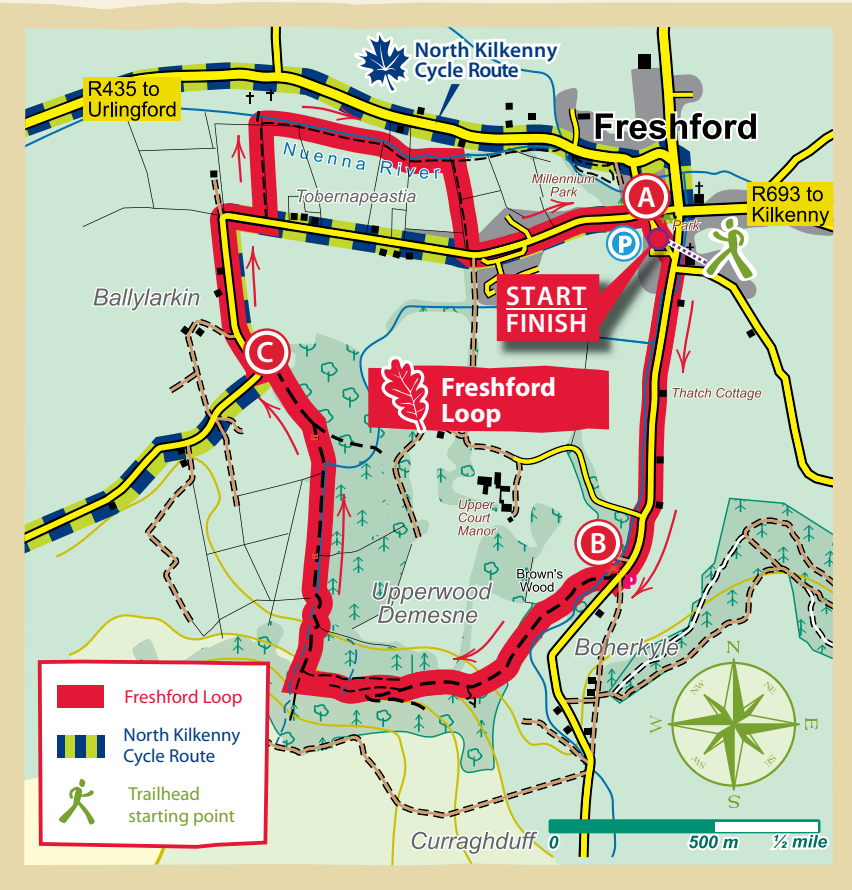 North Kilkenny
Cycle Route
R435 to
Urlingford
Freshford
Nuenna River
Millennium
Park
A
R693 to
Kilkenny
Tobernapeastia
Park
P
START
FINISH
Ballylarkin
C
Freshford
Loop
Thatch Cottage
Upper
Court
Manor
B
Brown's
Wood
P
Upperwood
Demesne
Bonerkyle
N
NW
NE
W
E
SW
SE
S
Freshford Loop
North Kilkenny
Cycle Route
Trailhead
starting point
Curraghduff
0
500 m
½ mile